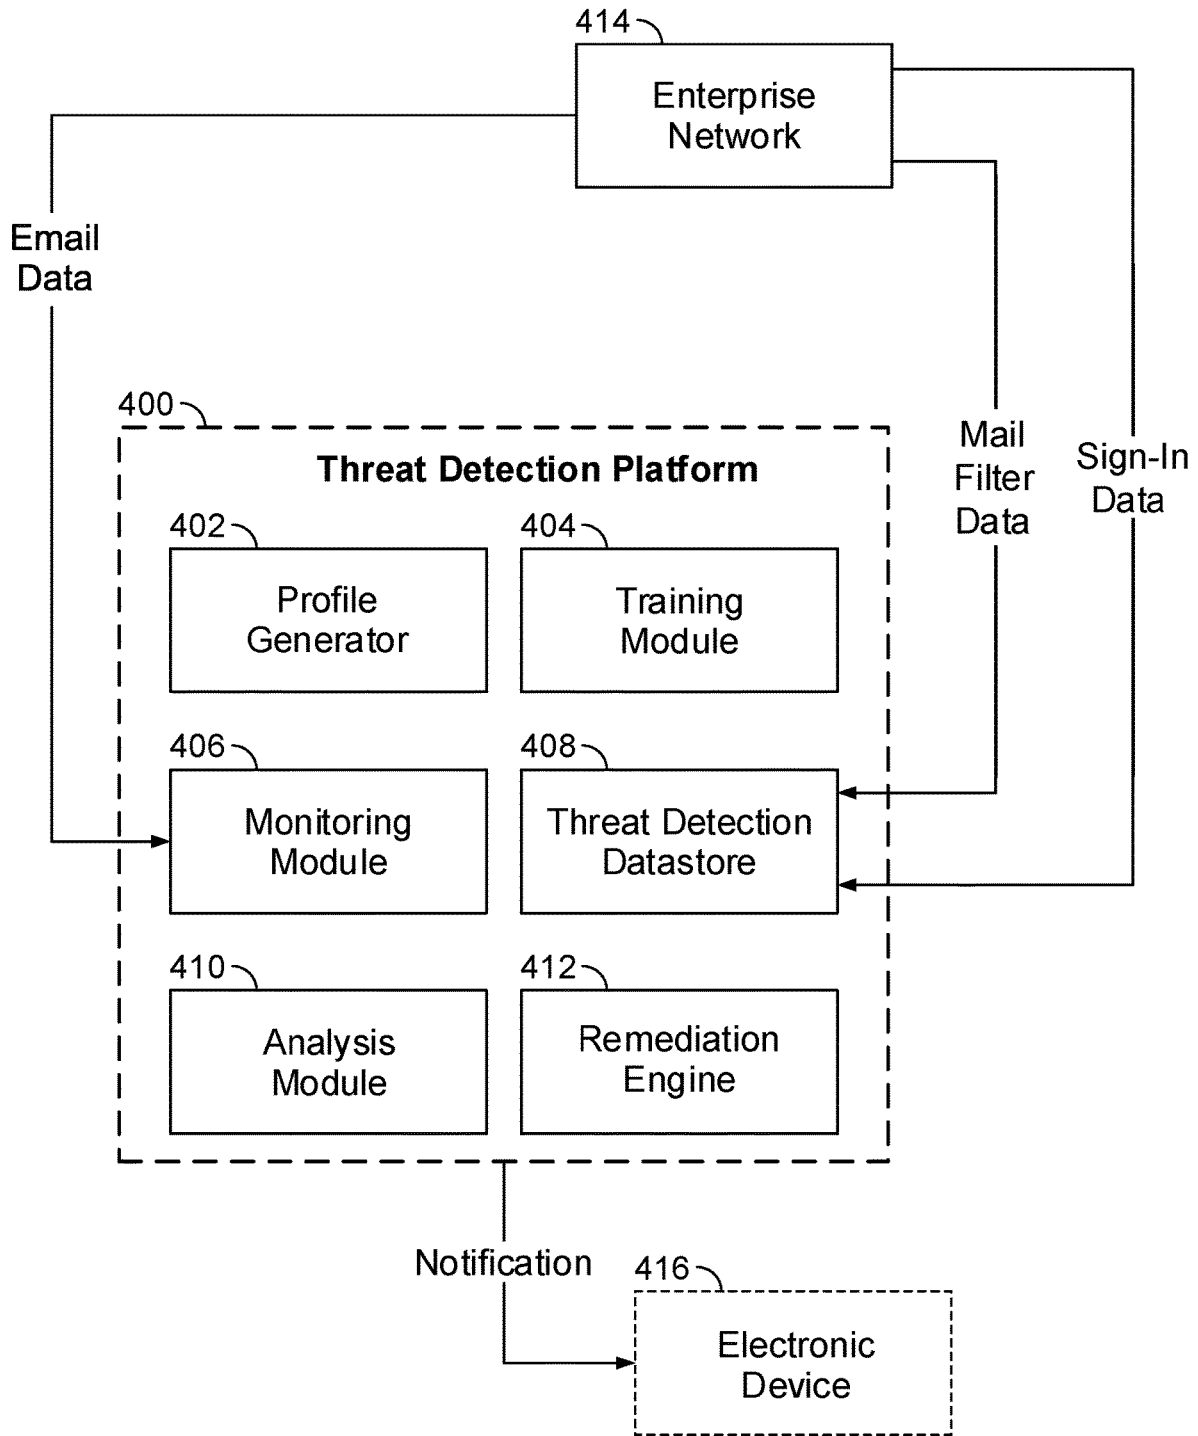 414
Enterprise
Network
Email
Data
Mail
Filter
Data
Sign-In
Data
400
Threat Detection Platform
402
Profile
Generator
404
Training
Module
406
Monitoring
Module
408
Threat Detection
Datastore
410
Analysis
Module
412
Remediation
Engine
Notification
416
Electronic
Device